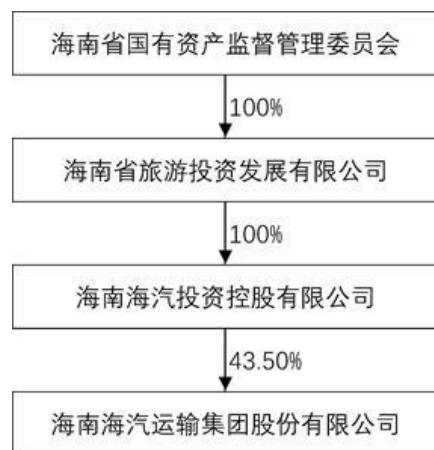 海南省国有资产监督管理委员会
100%
海南省旅游投资发展有限公司
100%
海南海汽投资控股有限公司
43.50%
海南海汽运输集团股份有限公司